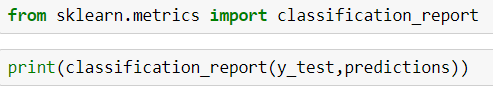 from sklearn.metrics import classification_report
print(classification_report(y_test,predictions))